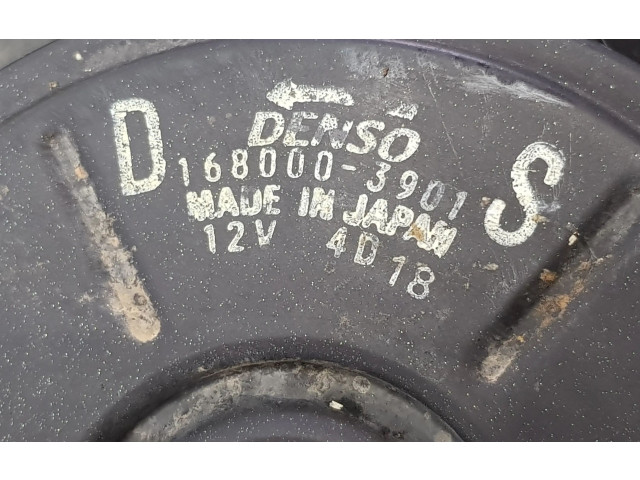 DENSO
D 168000-3901 S
MADE IN JAPAN
12V 4D18